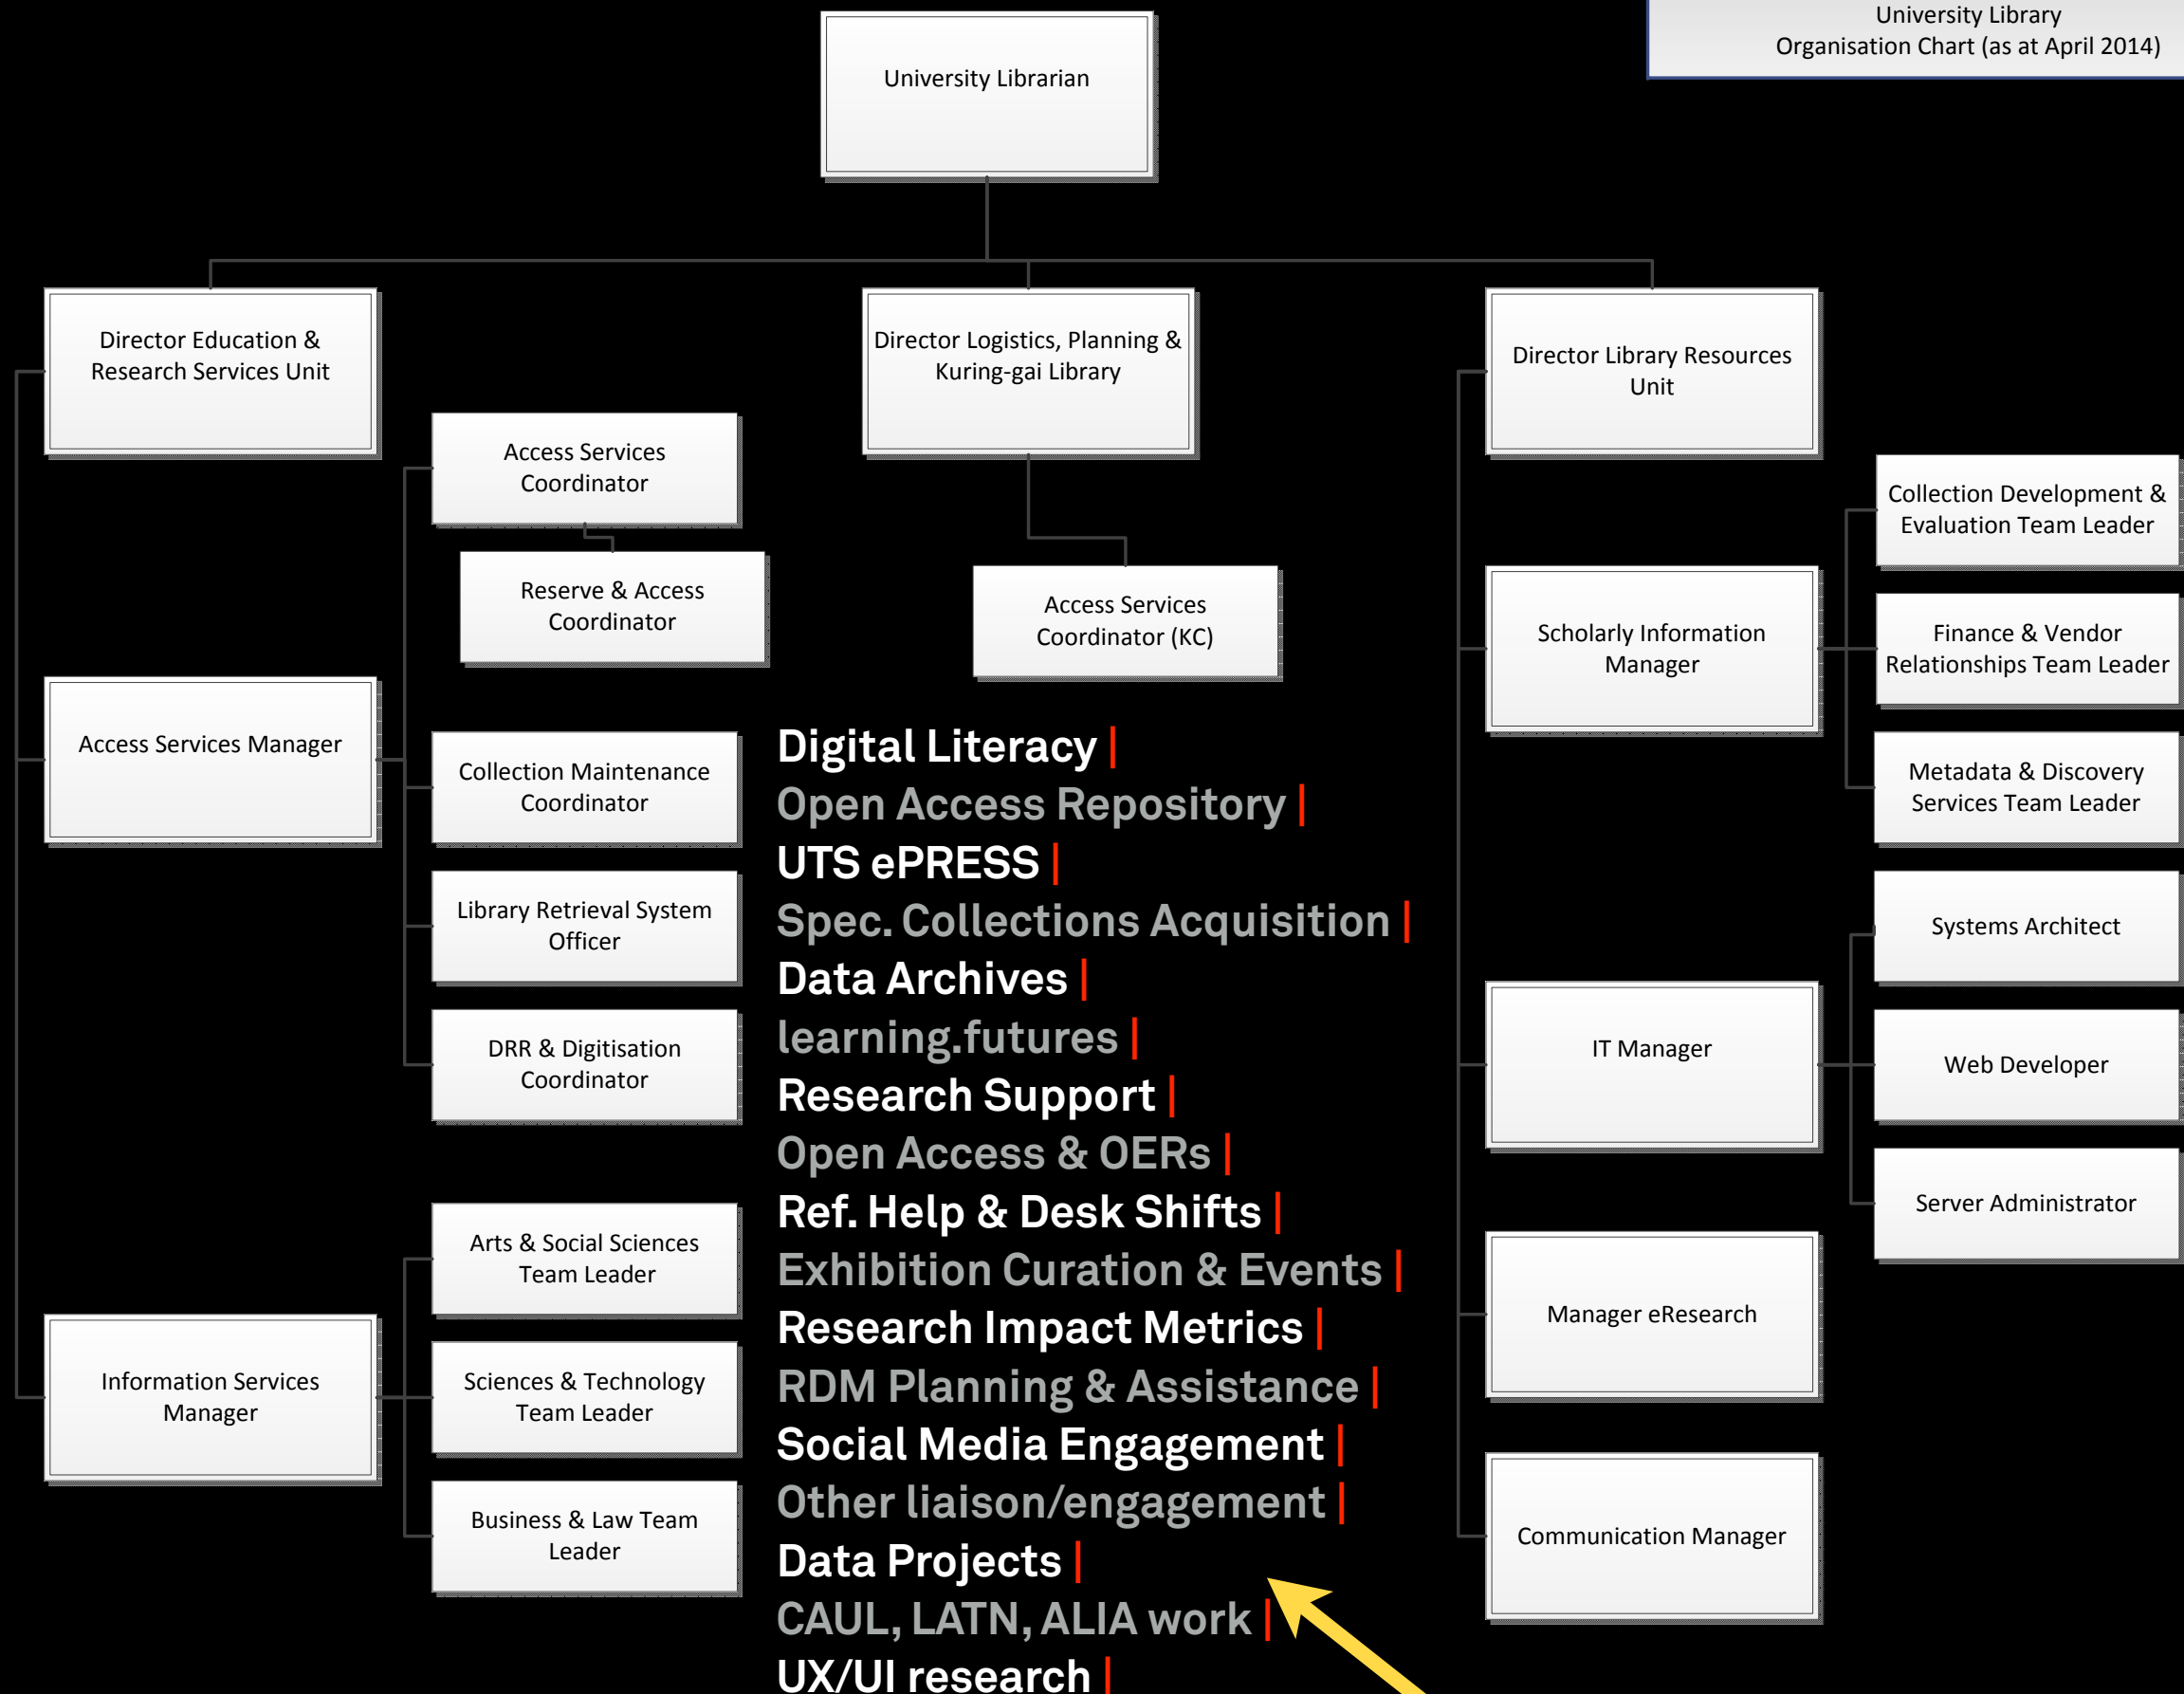 University Library
Organisation Chart (as at April 2014)
University Librarian
Director Education &
Research Services Unit
Director Logistics, Planning &
Kuring-gai Library
Director Library Resources
Unit
Access Services
Coordinator
Reserve & Access
Coordinator
Access Services
Coordinator (KC)
Access Services Manager
Collection Maintenance
Coordinator
Library Retrieval System
Officer
DRR & Digitisation
Coordinator
Information Services
Manager
Arts & Social Sciences
Team Leader
Sciences & Technology
Team Leader
Business & Law Team
Leader
Digital Literacy |
Open Access Repository |
UTS ePRESS |
Spec. Collections Acquisition |
Data Archives |
learning.futures |
Research Support |
Open Access & OERs |
Ref. Help & Desk Shifts |
Exhibition Curation & Events |
Research Impact Metrics |
RDM Planning & Assistance |
Social Media Engagement |
Other liaison/engagement |
Data Projects |
CAUL, LATN, ALIA work |
UX/UI research |
Scholarly Information
Manager
Collection Development &
Evaluation Team Leader
Finance & Vendor
Relationships Team Leader
Metadata & Discovery
Services Team Leader
IT Manager
Systems Architect
Web Developer
Server Administrator
Manager eResearch
Communication Manager